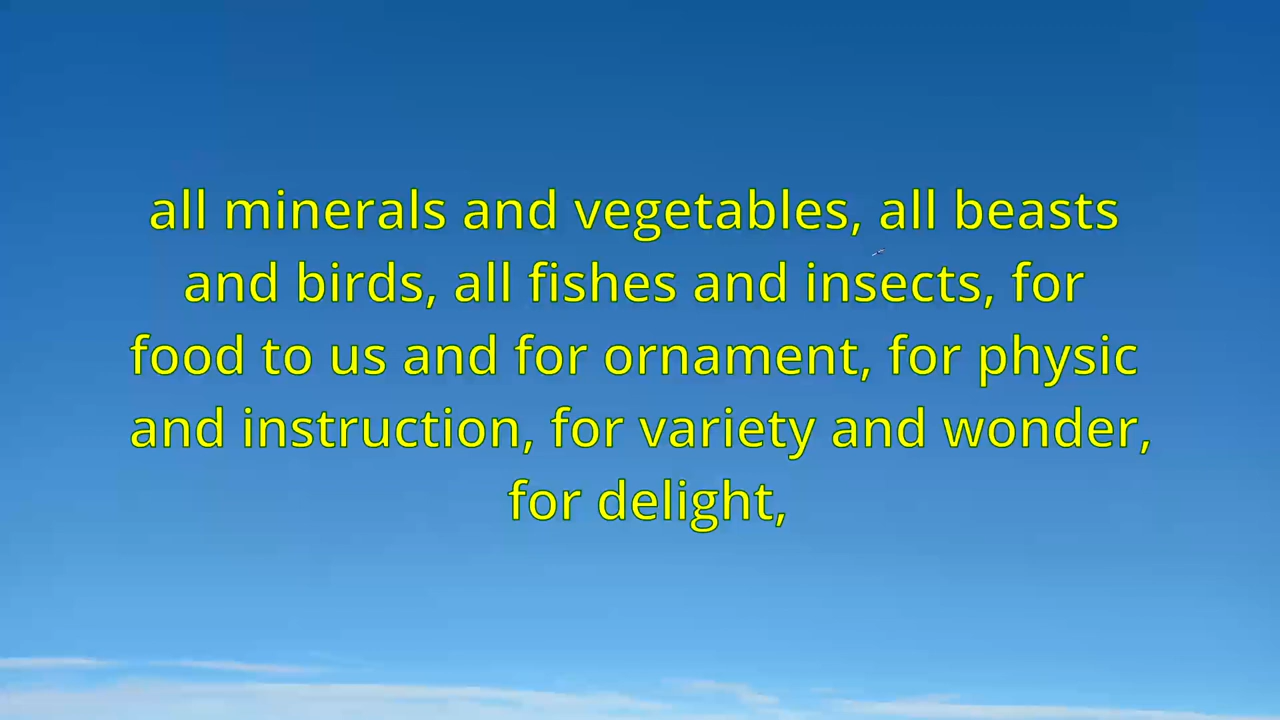 all minerals and vegetables, all beasts
and birds, all fishes and insects, for
food to us and for ornament, for physic
and instruction, for variety and wonder,
for delight,